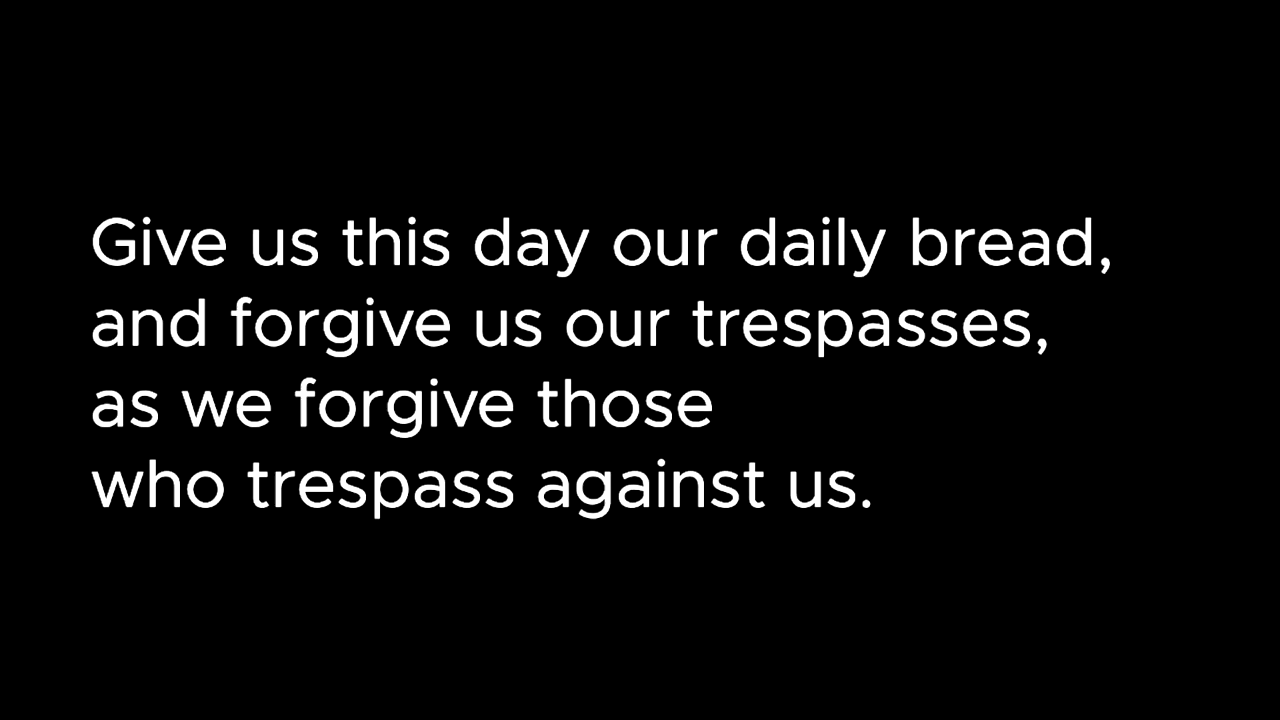 Give us this day our daily bread,
and forgive us our trespasses,
as we forgive those
who trespass against us.